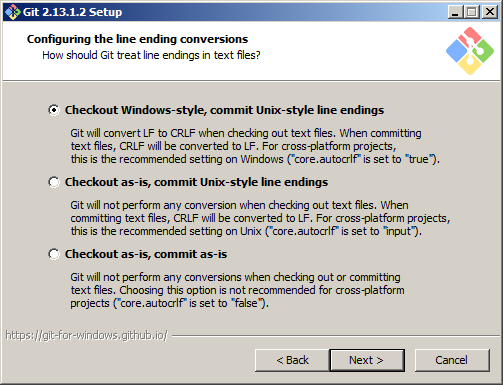 Git 2.13.1.2 Setup
Configuring the line ending conversions
How should Git treat line endings in text files?
Checkout Windows-style, commit Unix-style line endings
Git will convert LF to CRLF when checking out text files. When committing
text files, CRLF will be converted to LF. For cross-platform projects,
this is the recommended setting on Windows ("core.autocrlf" is set to "true").
Checkout as-is, commit Unix-style line endings
Git will not perform any conversion when checking out text files. When
committing text files, CRLF will be converted to LF. For cross-platform projects,
this is the recommended setting on Unix ("core.autocrlf" is set to "input").
Checkout as-is, commit as-is
Git will not perform any conversions when checking out or committing
text files. Choosing this option is not recommended for cross-platform
projects ("core.autocrlf" is set to "false").
https://git-for-windows.github.io/
< Back
Next >
Cancel